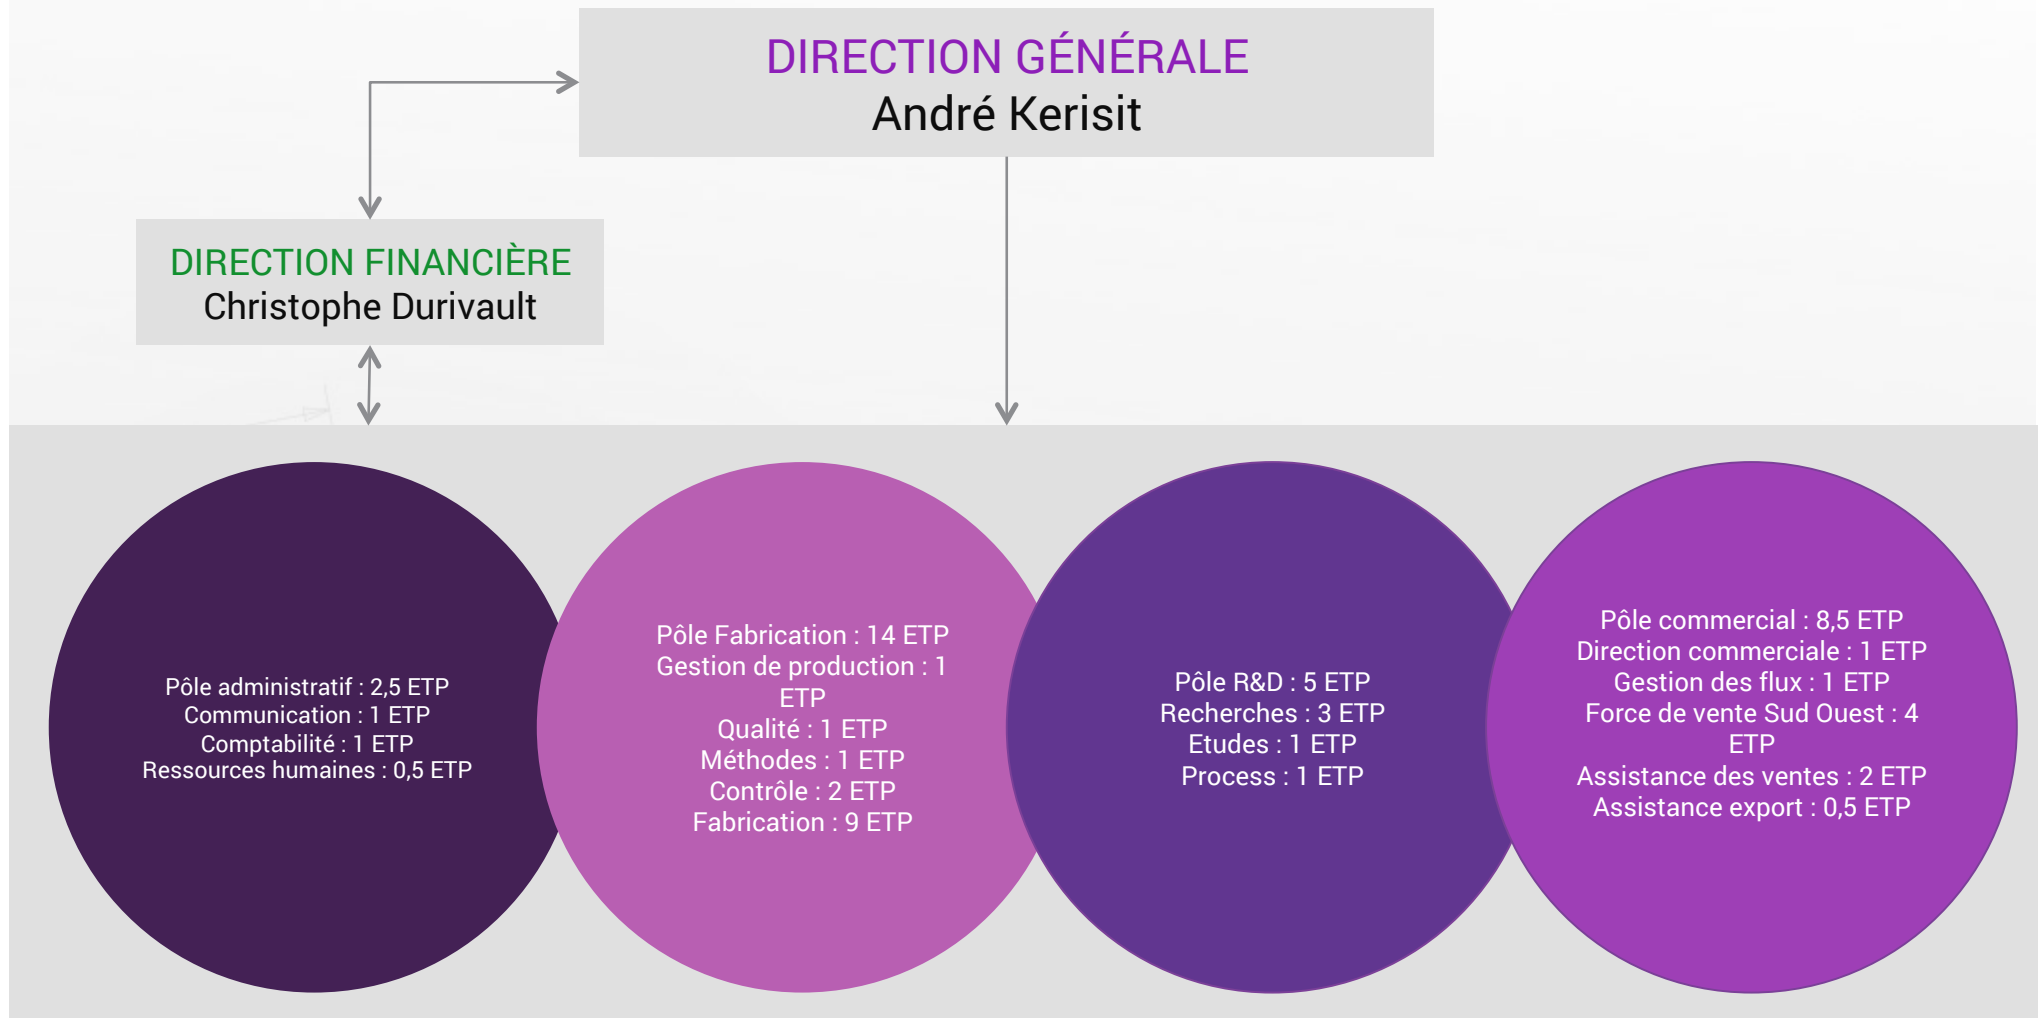 DIRECTION GÉNÉRALE
André Kerisit
DIRECTION FINANCIÈRE
Christophe Durivault
Pôle administratif : 2,5 ETP
Communication : 1 ETP
Comptabilité : 1 ETP
Ressources humaines : 0,5 ETP
Pôle Fabrication : 14 ETP
Gestion de production : 1
ETP
Qualité : 1 ETP
Méthodes : 1 ETP
Contrôle : 2 ETP
Fabrication : 9 ETP
Pôle R&D : 5 ETP
Recherches : 3 ETP
Etudes : 1 ETP
Process : 1 ETP
Pôle commercial : 8,5 ETP
Direction commerciale : 1 ETP
Gestion des flux : 1 ETP
Force de vente Sud Ouest : 4
ETP
Assistance des ventes : 2 ETP
Assistance export : 0,5 ETP